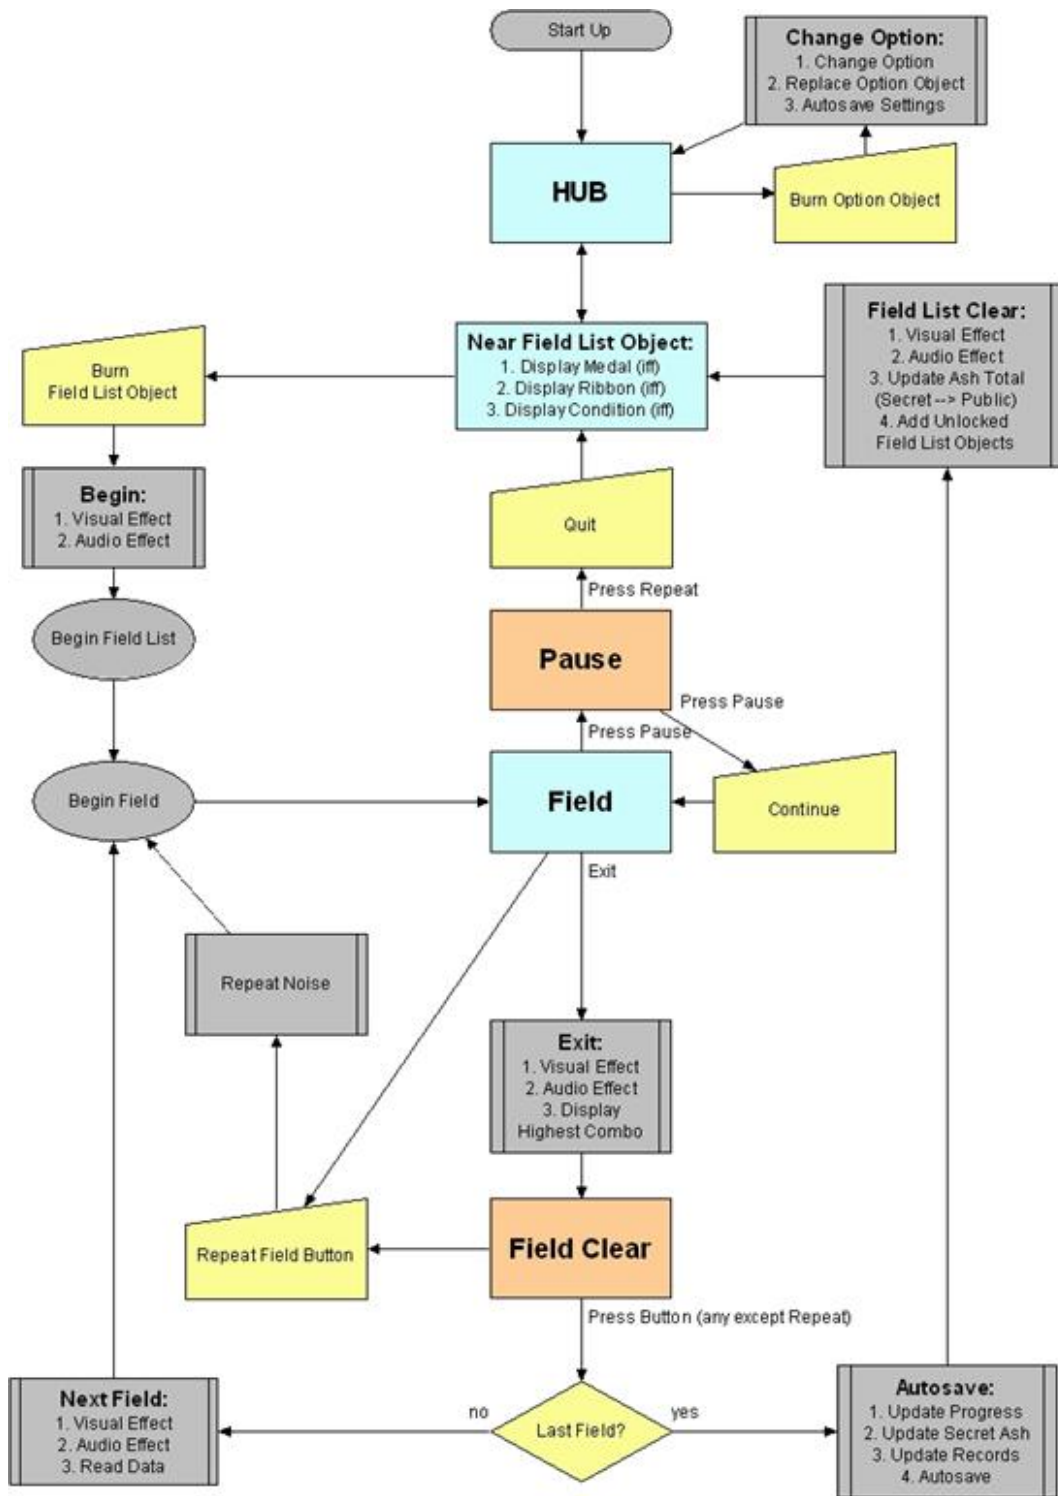 Start Up
Change Option:
1. Change Option
2. Replace Option Object
3. Autosave Settings
HUB
Burn Option Object
Field List Clear:
1. Visual Effect
2. Audio Effect
3. Update Ash Total
(Secret --> Public)
4. Add Unlocked
Field List Objects
Near Field List Object:
1. Display Medal (iff)
2. Display Ribbon (iff)
3. Display Condition (iff)
Burn
Field List Object
Begin:
1. Visual Effect
2. Audio Effect
Quit
Press Repeat
Begin Field List
Pause
Press Pause
Press Pause
Begin Field
Field
Continue
Exit
Repeat Noise
Exit:
1. Visual Effect
2. Audio Effect
3. Display
Highest Combo
Repeat Field Button
Field Clear
Press Button (any except Repeat)
Next Field:
1. Visual Effect
2. Audio Effect
3. Read Data
no
Last Field?
yes
Autosave:
1. Update Progress
2. Update Secret Ash
3. Update Records
4. Autosave